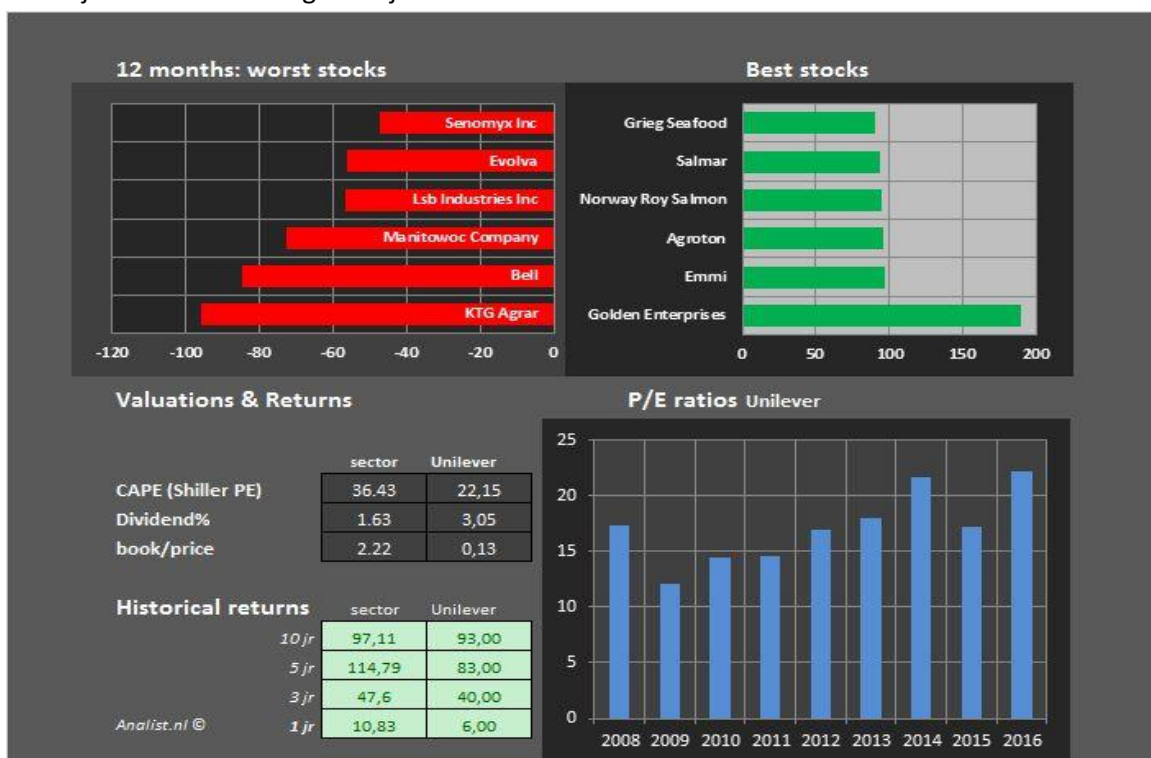 12 months: worst stocks
Senomyx Inc
Evolva
Lsb Industries Inc
Manitowoc Company
Bell
KTG Agrar
-120 -100 -80 -60 -40 -20 0
Best stocks
Grieg Seafood
Salmar
Norway Roy Salmon
Agroton
Emmi
Golden Enterprises
0 50 100 150 200
Valuations & Returns
sector Unilever
CAPE (Shiller PE) 36.43 22,15
Dividend% 1.63 3,05
book/price 2.22 0,13
Historical returns sector Unilever
10 jr 97,11 93,00
5 jr 114,79 83,00
3 jr 47,6 40,00
Analist.nl © 1 jr 10,83 6,00
P/E ratios Unilever
25
20
15
10
5
0
2008 2009 2010 2011 2012 2013 2014 2015 2016